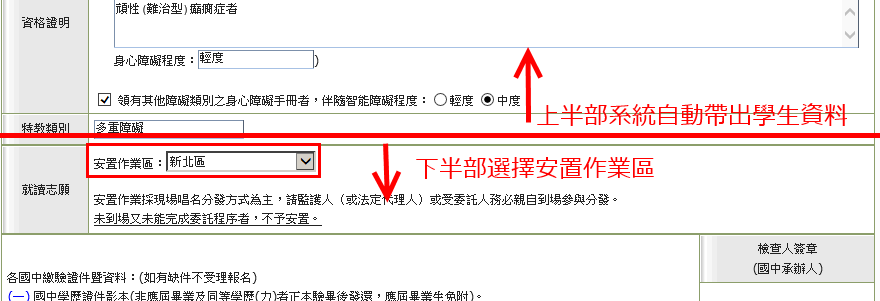 頑性(難治型)癲癇症者
資格證明
身心障礙程度：輕度)
領有其他障礙類別之身心障礙手冊者，伴隨智能障礙程度：○輕度 中度
上半部系統自動帶出學生資料
特教類別 多重障礙
安置作業區：新北區
下半部選擇安置作業區
就讀志願
安置作業採現場唱名分發方式為主，請監護人（或法定代理人）或受委託人務必親自到場參與分發。
未到場又未能完成委託程序者，不予安置。
檢查人簽章
(國中承辦人)
各國中繳驗證件暨資料：(如有缺件不受理報名)
(一)國中學歷證件影本(非應屆畢業及同等學歷(力)者正本驗畢後發還，應屆畢業生免附)。